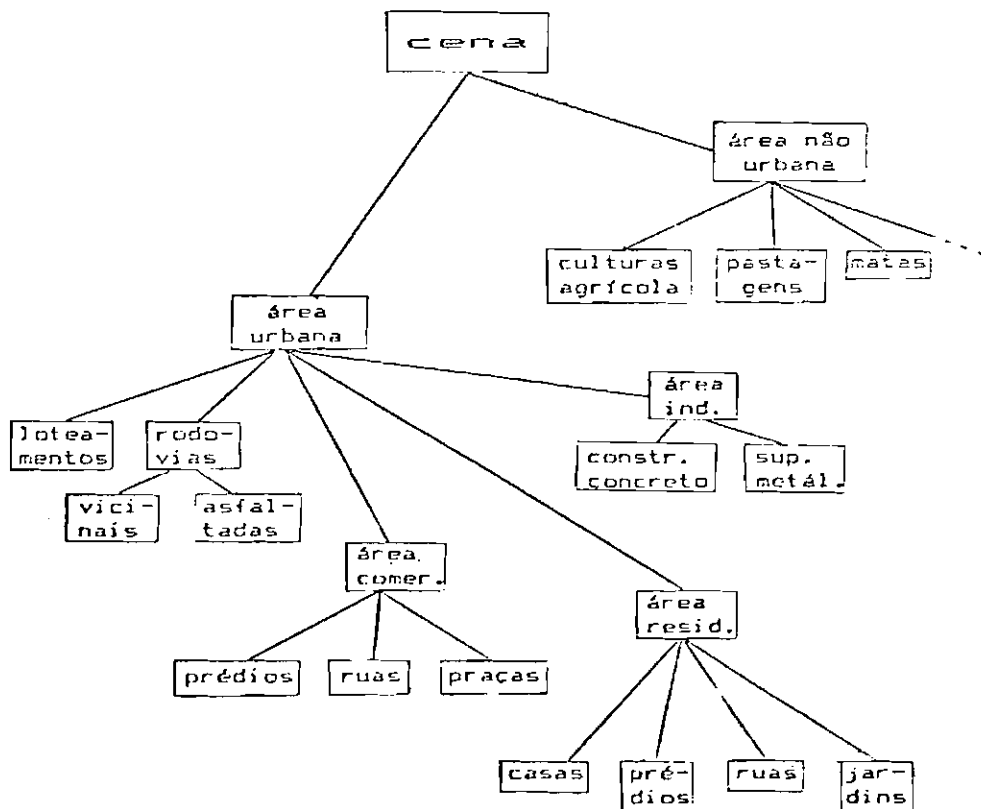 cena
área não
urbana
culturas
agrícola
pasta-
gens
matas
área
urbana
área
ind.
lotea-
mentos
rodo-
vias
constr.
concreto
sup.
metál.
vici-
nais
asfal-
tadas
área
comer.
área
resid.
prédios
ruas
praças
casas
pré-
dios
ruas
jar-
dins